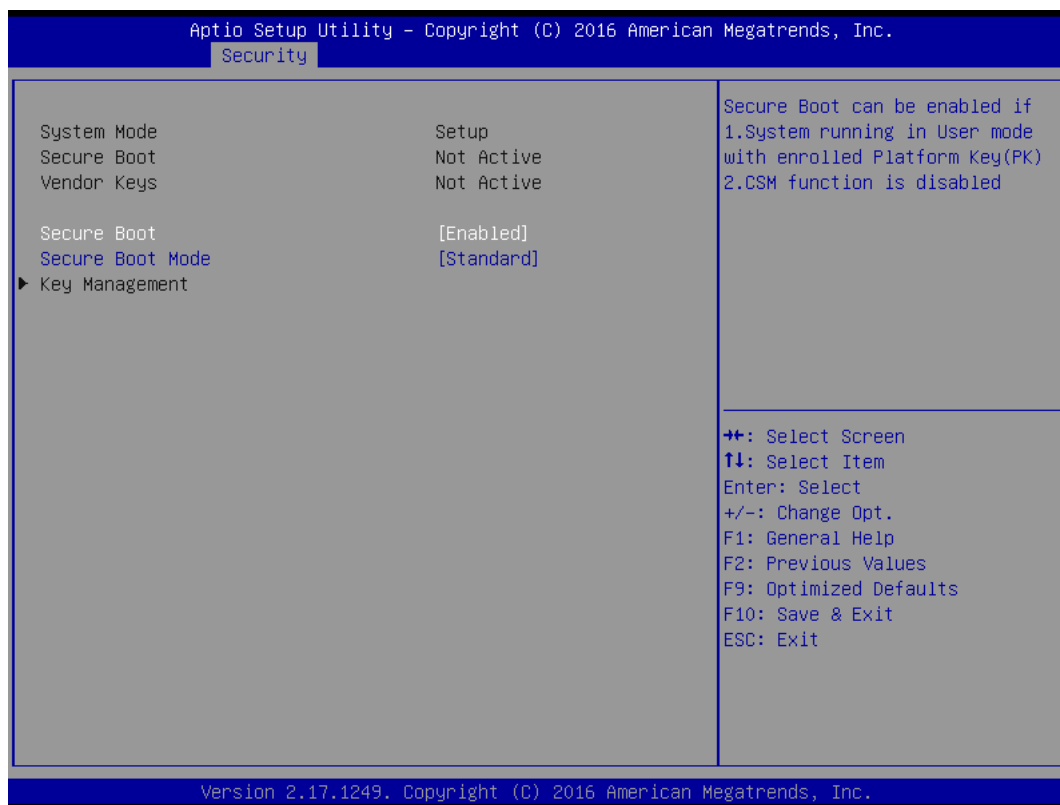 Aptio Setup Utility – Copyright (C) 2016 American Megatrends, Inc.
Security
System Mode Setup
Secure Boot Not Active
Vendor Keys Not Active
Secure Boot [Enabled]
Secure Boot Mode [Standard]
▶ Key Management
Secure Boot can be enabled if
1.System running in User mode
with enrolled Platform Key(PK)
2.CSM function is disabled
→←: Select Screen
↑↓: Select Item
Enter: Select
+/-: Change Opt.
F1: General Help
F2: Previous Values
F9: Optimized Defaults
F10: Save & Exit
ESC: Exit
Version 2.17.1249. Copyright (C) 2016 American Megatrends, Inc.